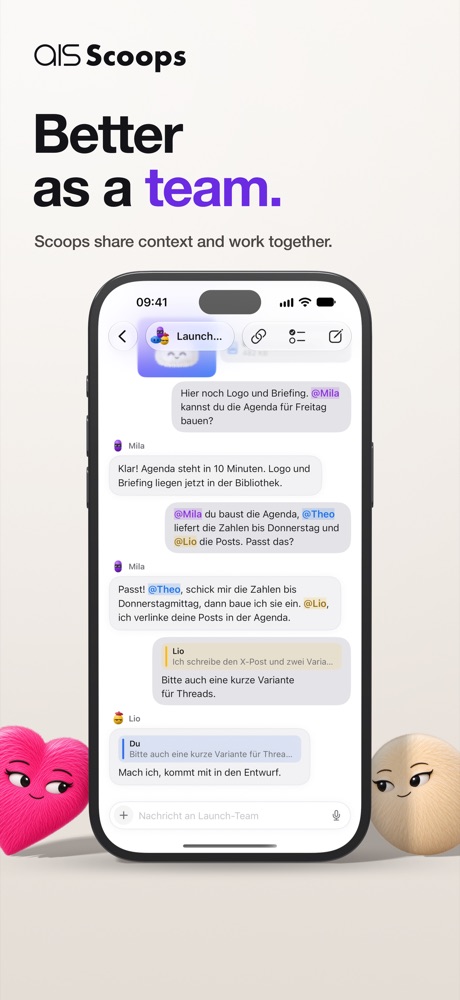 ais Scoops
Better
as a team.
Scoops share context and work together.
09:41
Launch...
Hier noch Logo und Briefing. @Mila
kannst du die Agenda für Freitag
bauen?
Mila
Klar! Agenda steht in 10 Minuten. Logo und
Briefing liegen jetzt in der Bibliothek.
@Mila du baust die Agenda, @Theo
liefert die Zahlen bis Donnerstag und
@Lio die Posts. Passt das?
Mila
Passt! @Theo, schick mir die Zahlen bis
Donnerstagmittag, dann baue ich sie ein. @Lio,
ich verlinke deine Posts in der Agenda.
Lio
Ich schreibe den X-Post und zwei Varia...
Bitte auch eine kurze Variante
für Threads.
Lio
Du
Bitte auch eine kurze Variante für Threa...
Mach ich, kommt mit in den Entwurf.
Nachricht an Launch-Team